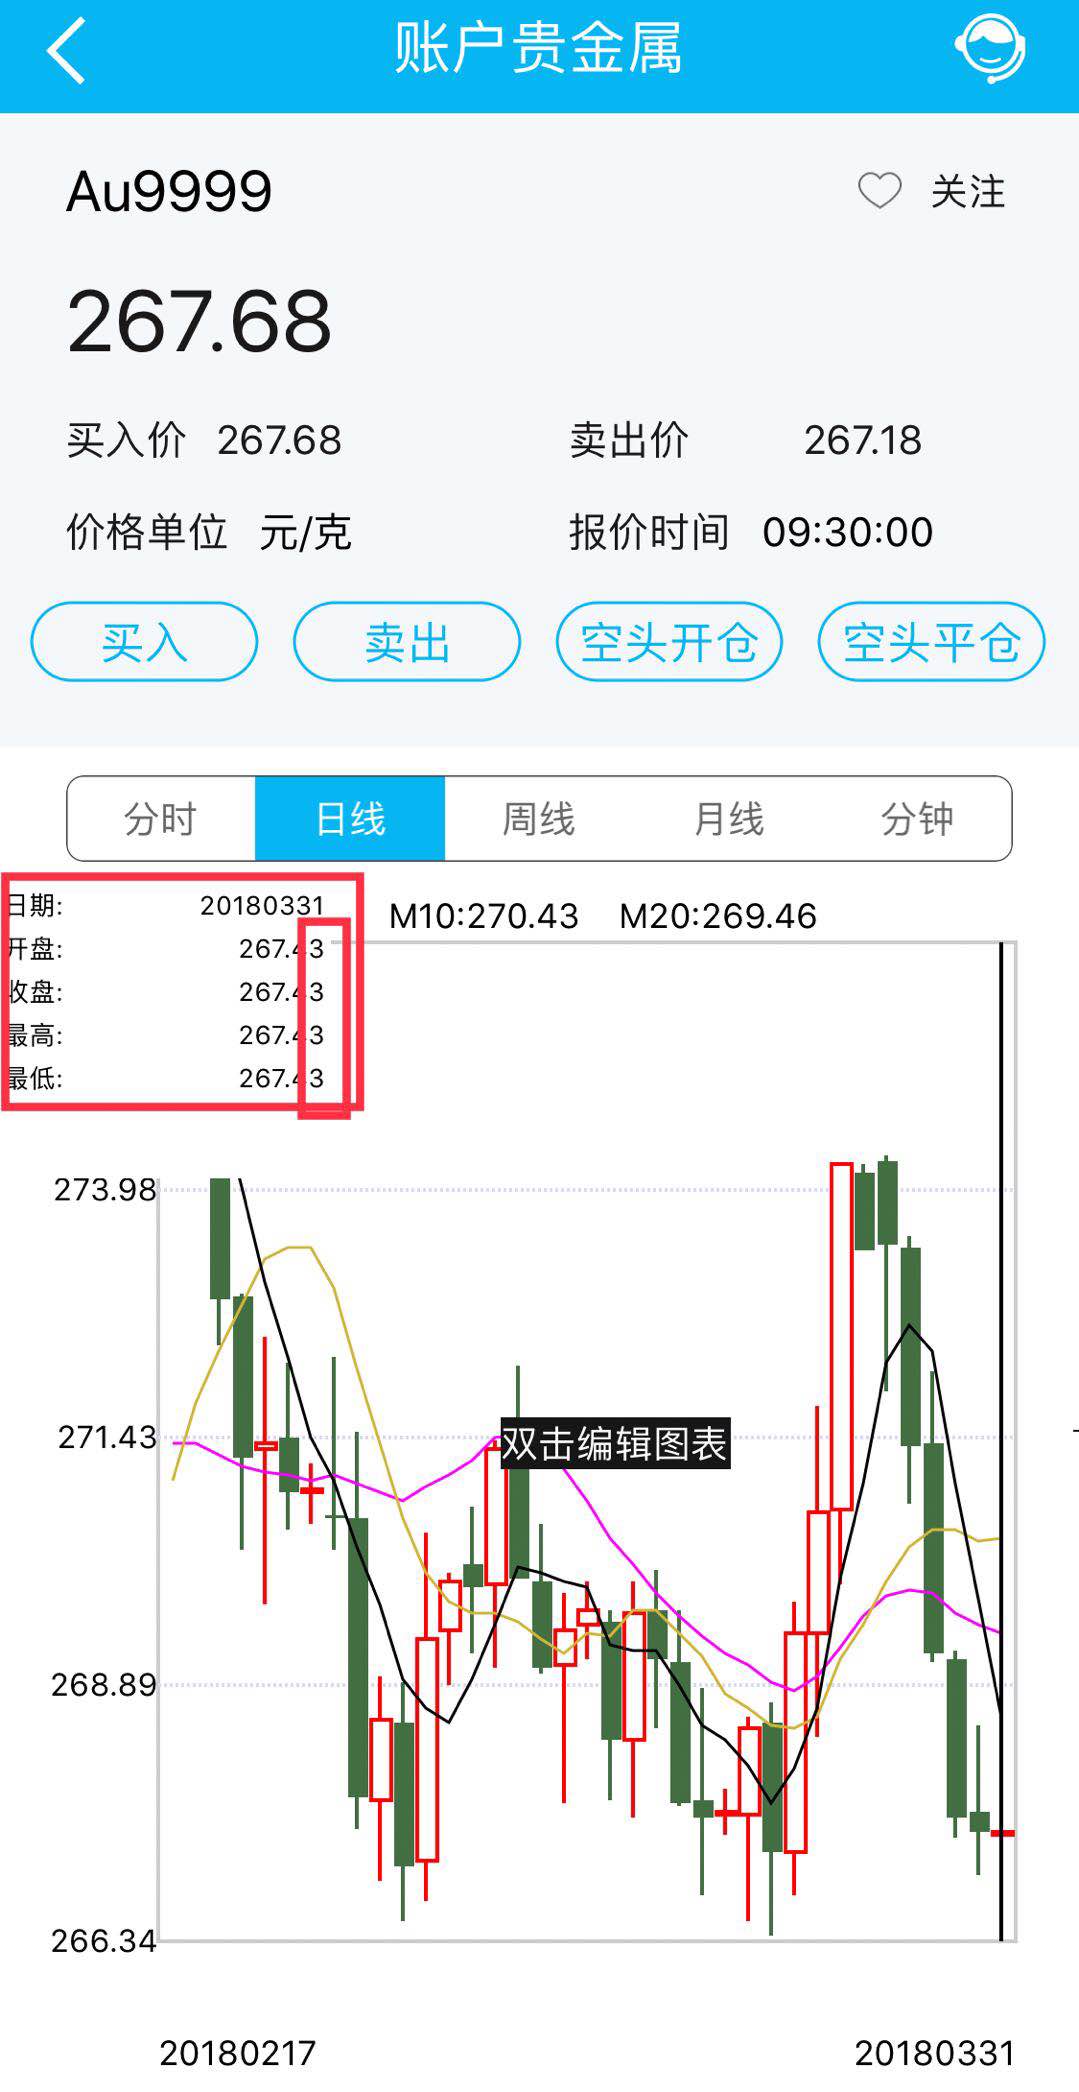 账户贵金属
Au9999
关注
267.68
买入价 267.68 卖出价 267.18
价格单位 元/克 报价时间 09:30:00
买入 卖出 空头开仓 空头平仓
分时 日线 周线 月线 分钟
日期: 20180331
M10:270.43 M20:269.46
开盘: 267.43
收盘: 267.43
最高: 267.43
最低: 267.43
273.98
271.43
双击编辑图表
268.89
266.34
20180217 20180331